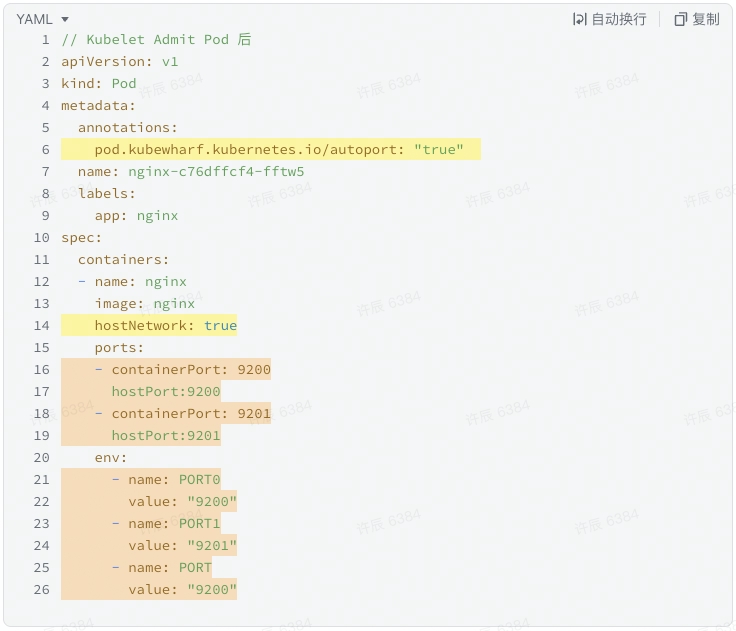 YAML 自动换行 复制
1 // Kubelet Admit Pod 后
2 apiVersion: v1
3 kind: Pod
4 metadata:
5   annotations:
6     pod.kubewharf.kubernetes.io/autoport: "true"
7   name: nginx-c76dffcf4-fftw5
8   labels:
9     app: nginx
10 spec:
11   containers:
12   - name: nginx
13     image: nginx
14     hostNetwork: true
15     ports:
16     - containerPort: 9200
17       hostPort:9200
18     - containerPort: 9201
19       hostPort:9201
20     env:
21       - name: PORT0
22         value: "9200"
23       - name: PORT1
24         value: "9201"
25       - name: PORT
26         value: "9200"
许辰 6384